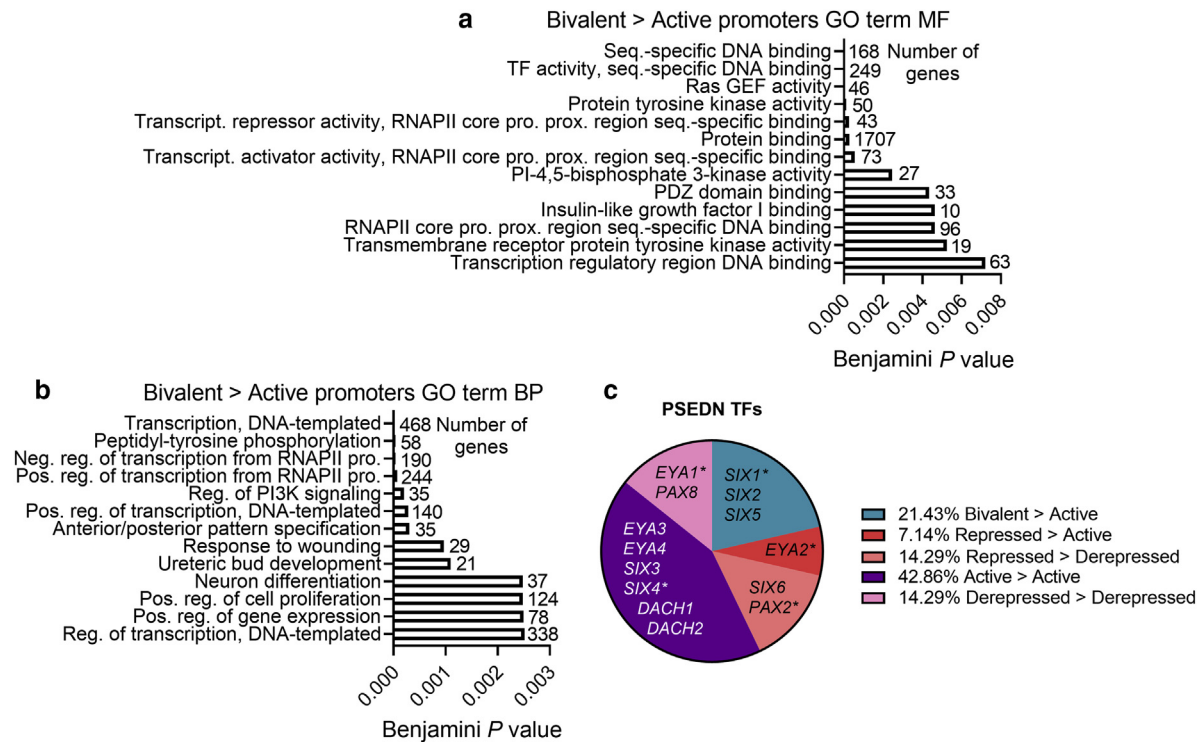 a
Bivalent > Active promoters GO term MF
Seq.-specific DNA binding 168
Number of genes
TF activity, seq.-specific DNA binding 249
Ras GEF activity 46
Protein tyrosine kinase activity 50
Transcript. repressor activity, RNAPII core pro. prox. region seq.-specific binding 43
Protein binding 1707
Transcript. activator activity, RNAPII core pro. prox. region seq.-specific binding 73
PI-4,5-bisphosphate 3-kinase activity 27
PDZ domain binding 33
Insulin-like growth factor I binding 10
RNAPII core pro. prox. region seq.-specific DNA binding 96
Transmembrane receptor protein tyrosine kinase activity 19
Transcription regulatory region DNA binding 63
0.000 0.002 0.004 0.006 0.008
Benjamini P value
b
Bivalent > Active promoters GO term BP
Transcription, DNA-templated 468
Number of genes
Peptidyl-tyrosine phosphorylation 58
Neg. reg. of transcription from RNAPII pro. 190
Pos. reg. of transcription from RNAPII pro. 244
Reg. of PI3K signaling 35
Pos. reg. of transcription, DNA-templated 140
Anterior/posterior pattern specification 35
Response to wounding 29
Ureteric bud development 21
Neuron differentiation 37
Pos. reg. of cell proliferation 124
Pos. reg. of gene expression 78
Reg. of transcription, DNA-templated 338
0.000 0.001 0.002 0.003
Benjamini P value
c
PSEDN TFs
EYA1*
PAX8
SIX1*
SIX2
SIX5
EYA2*
SIX6
PAX2*
EYA3
EYA4
SIX3
SIX4*
DACH1
DACH2
21.43% Bivalent > Active
7.14% Repressed > Active
14.29% Repressed > Derepressed
42.86% Active > Active
14.29% Derepressed > Derepressed